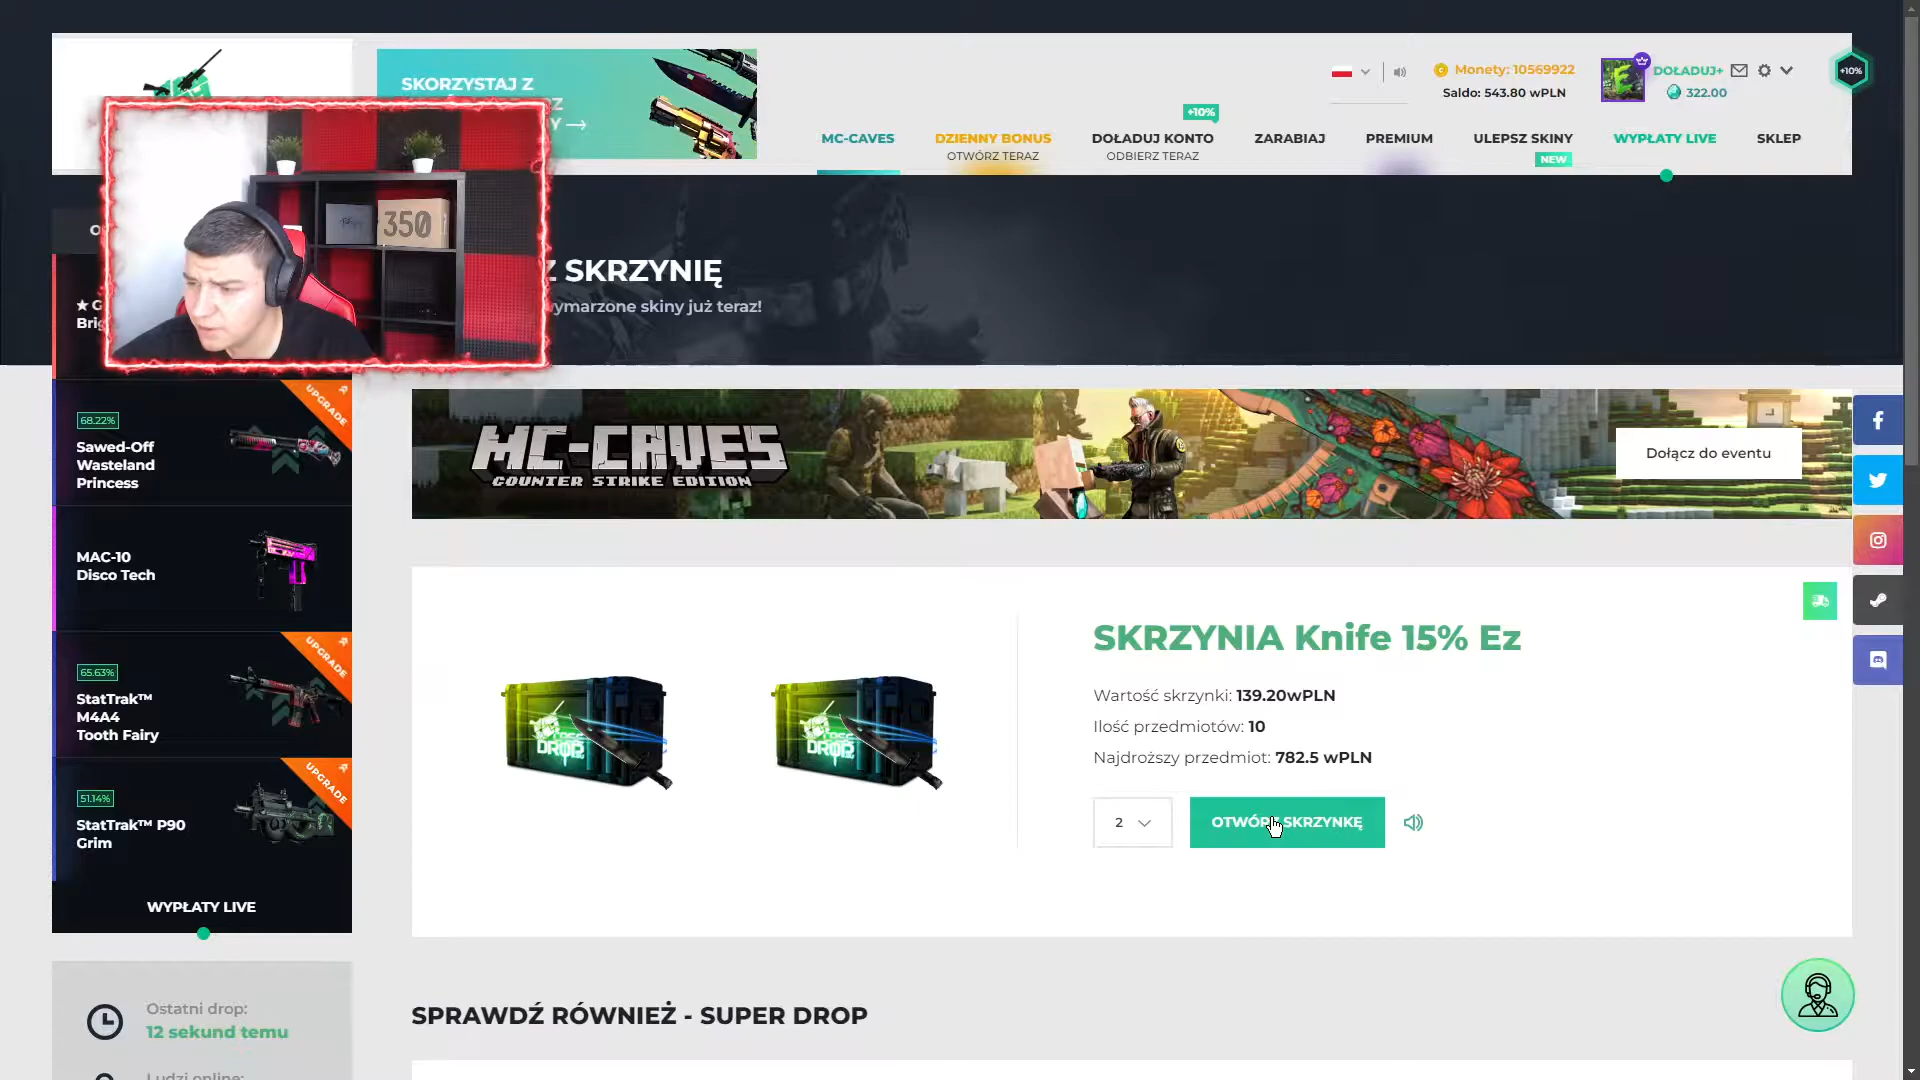 SKORZYSTAJ Z
Monety: 10569922
Saldo: 543.80 wPLN
DOŁADUJ+
322.00
+10%
+10%
MC-CAVES
DZIENNY BONUS
OTWÓRZ TERAZ
DOŁADUJ KONTO
ODBIERZ TERAZ
ZARABIAJ
PREMIUM
ULEPSZ SKINY
NEW
WYPŁATY LIVE
SKLEP
350
Z SKRZYNIĘ
skiny już teraz!
UPGRADE
68.22%
Sawed-Off
Wasteland
Princess
MAC-10
Disco Tech
UPGRADE
65.63%
StatTrak™
M4A4
Tooth Fairy
UPGRADE
51.14%
StatTrak™ P90
Grim
WYPŁATY LIVE
Ostatni drop:
12 sekund temu
Ludzi online:
MC-CAVES
COUNTER STRIKE EDITION
Dołącz do eventu
DROP
DROP
SKRZYNIA Knife 15% Ez
Wartość skrzynki: 139.20wPLN
Ilość przedmiotów: 10
Najdroższy przedmiot: 782.5 wPLN
2
OTWÓRZ SKRZYNKĘ
SPRAWDŹ RÓWNIEŻ - SUPER DROP